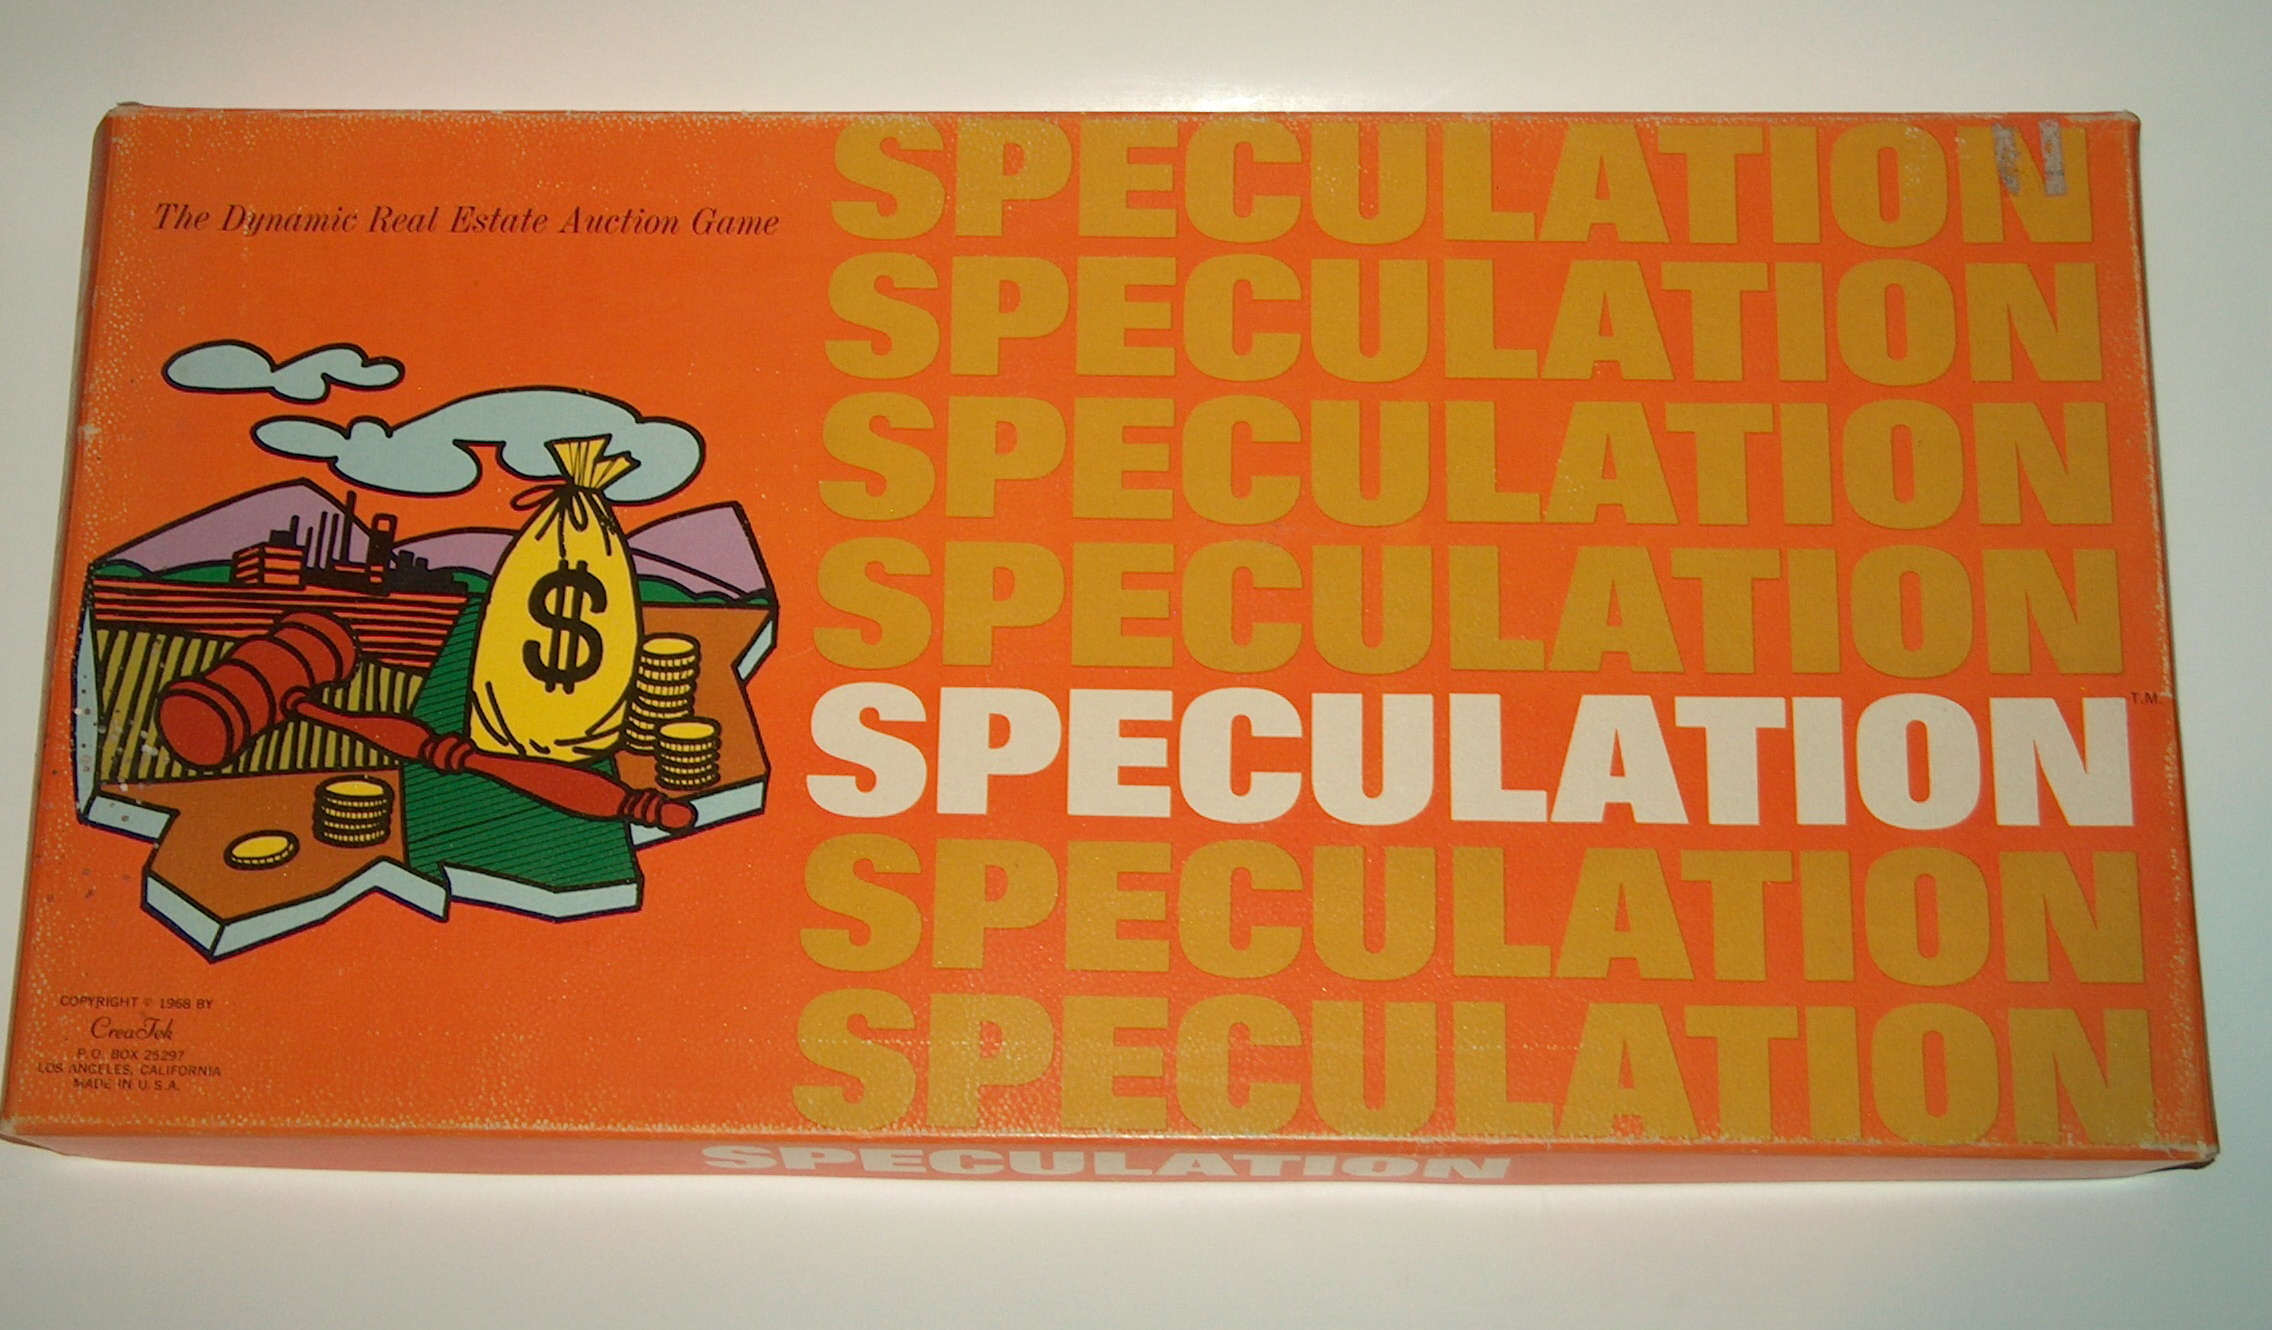 The Dynamic Real Estate Auction Game
SPECULATION
SPECULATION
SPECULATION
SPECULATION
SPECULATION T.M.
SPECULATION
SPECULATION
$
COPYRIGHT © 1968 BY
CreaTek
P.O. BOX 25297
LOS ANGELES, CALIFORNIA
MADE IN U.S.A.
SPECULATION